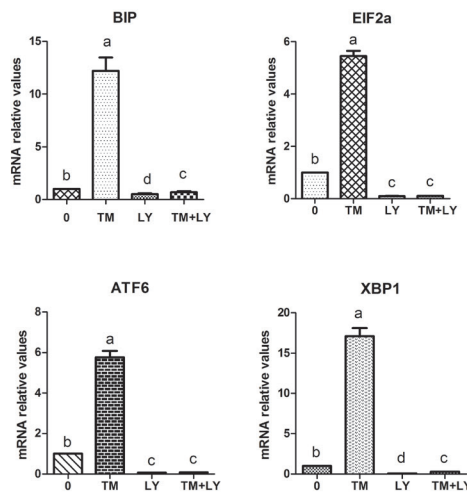 BIP
mRNA relative values
15
10
5
0
a
b
d
c
0 TM LY TM+LY
EIF2a
mRNA relative values
6
4
2
0
a
b
c
c
0 TM LY TM+LY
ATF6
mRNA relative values
8
6
4
2
0
a
b
c
c
0 TM LY TM+LY
XBP1
mRNA relative values
20
15
10
5
0
a
b
d
c
0 TM LY TM+LY